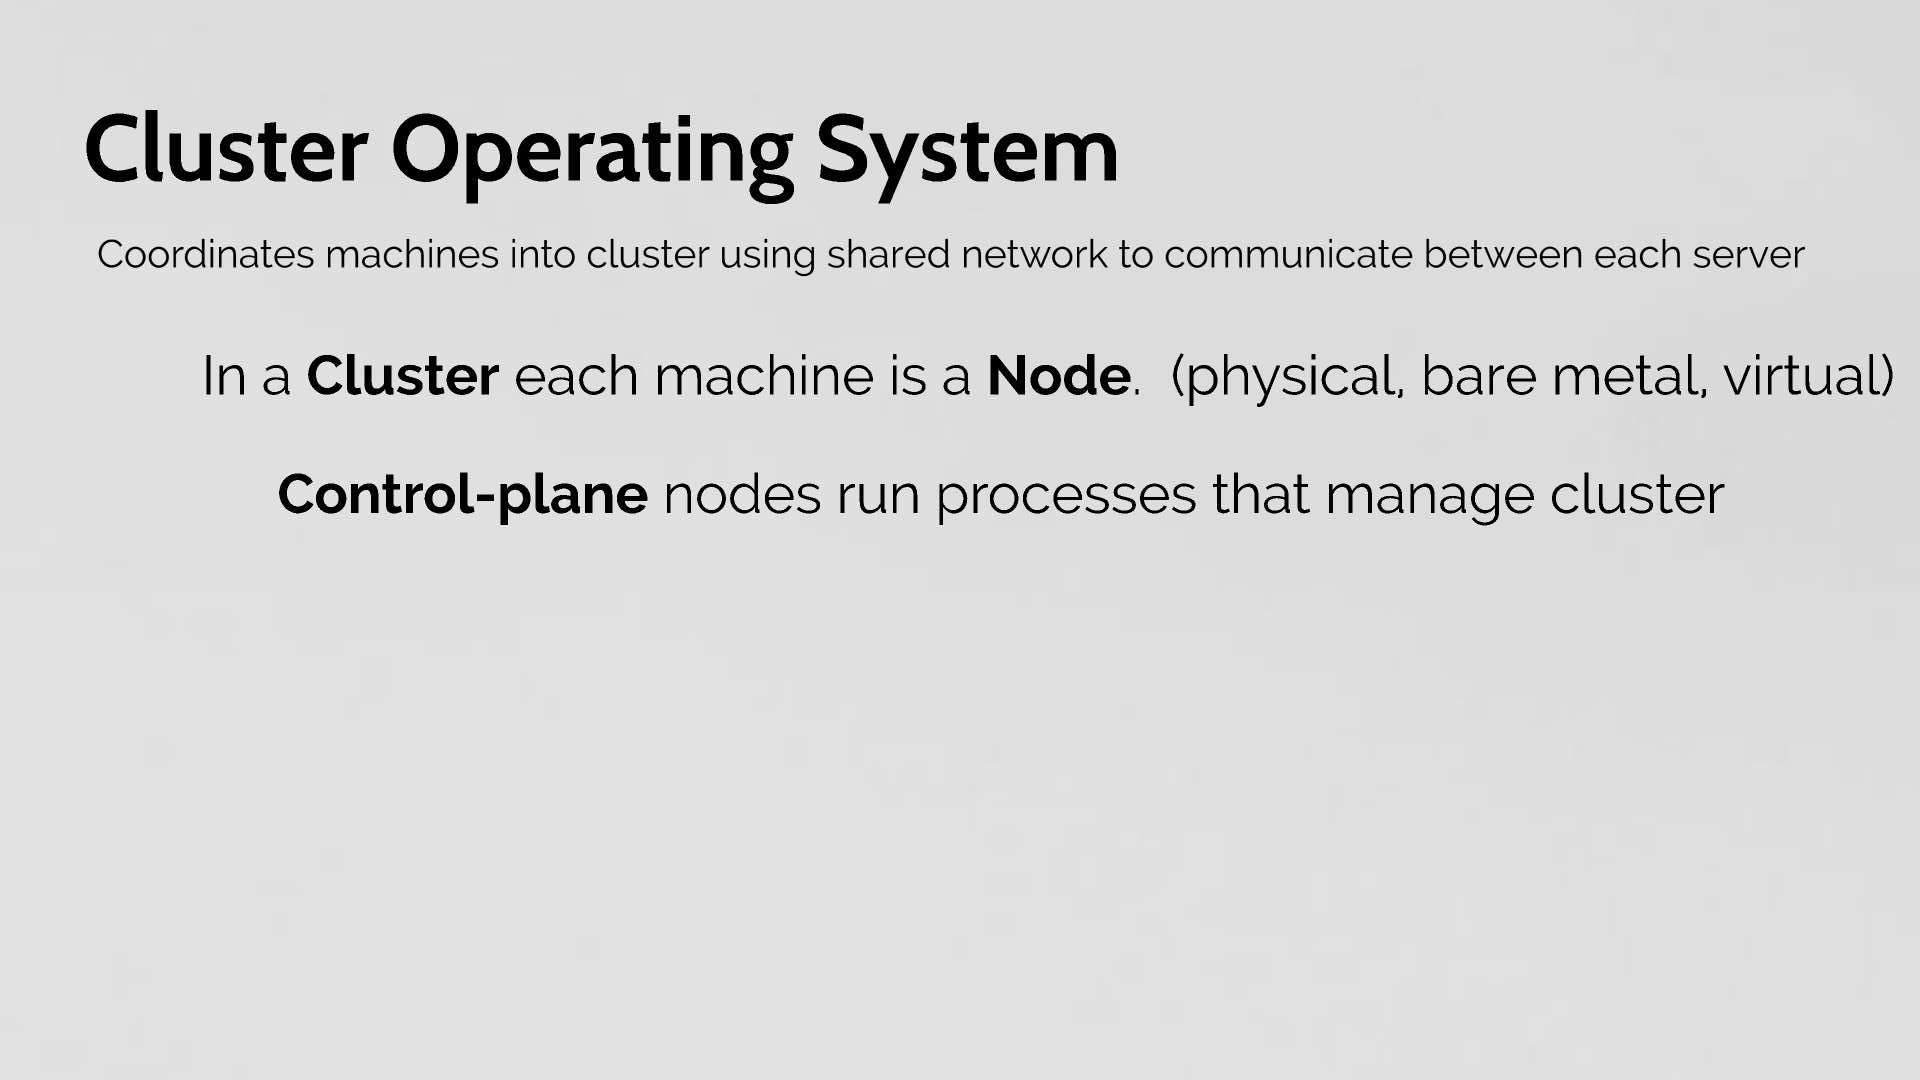 Cluster Operating System
Coordinates machines into cluster using shared network to communicate between each server
In a Cluster each machine is a Node.  (physical, bare metal, virtual)
Control-plane nodes run processes that manage cluster